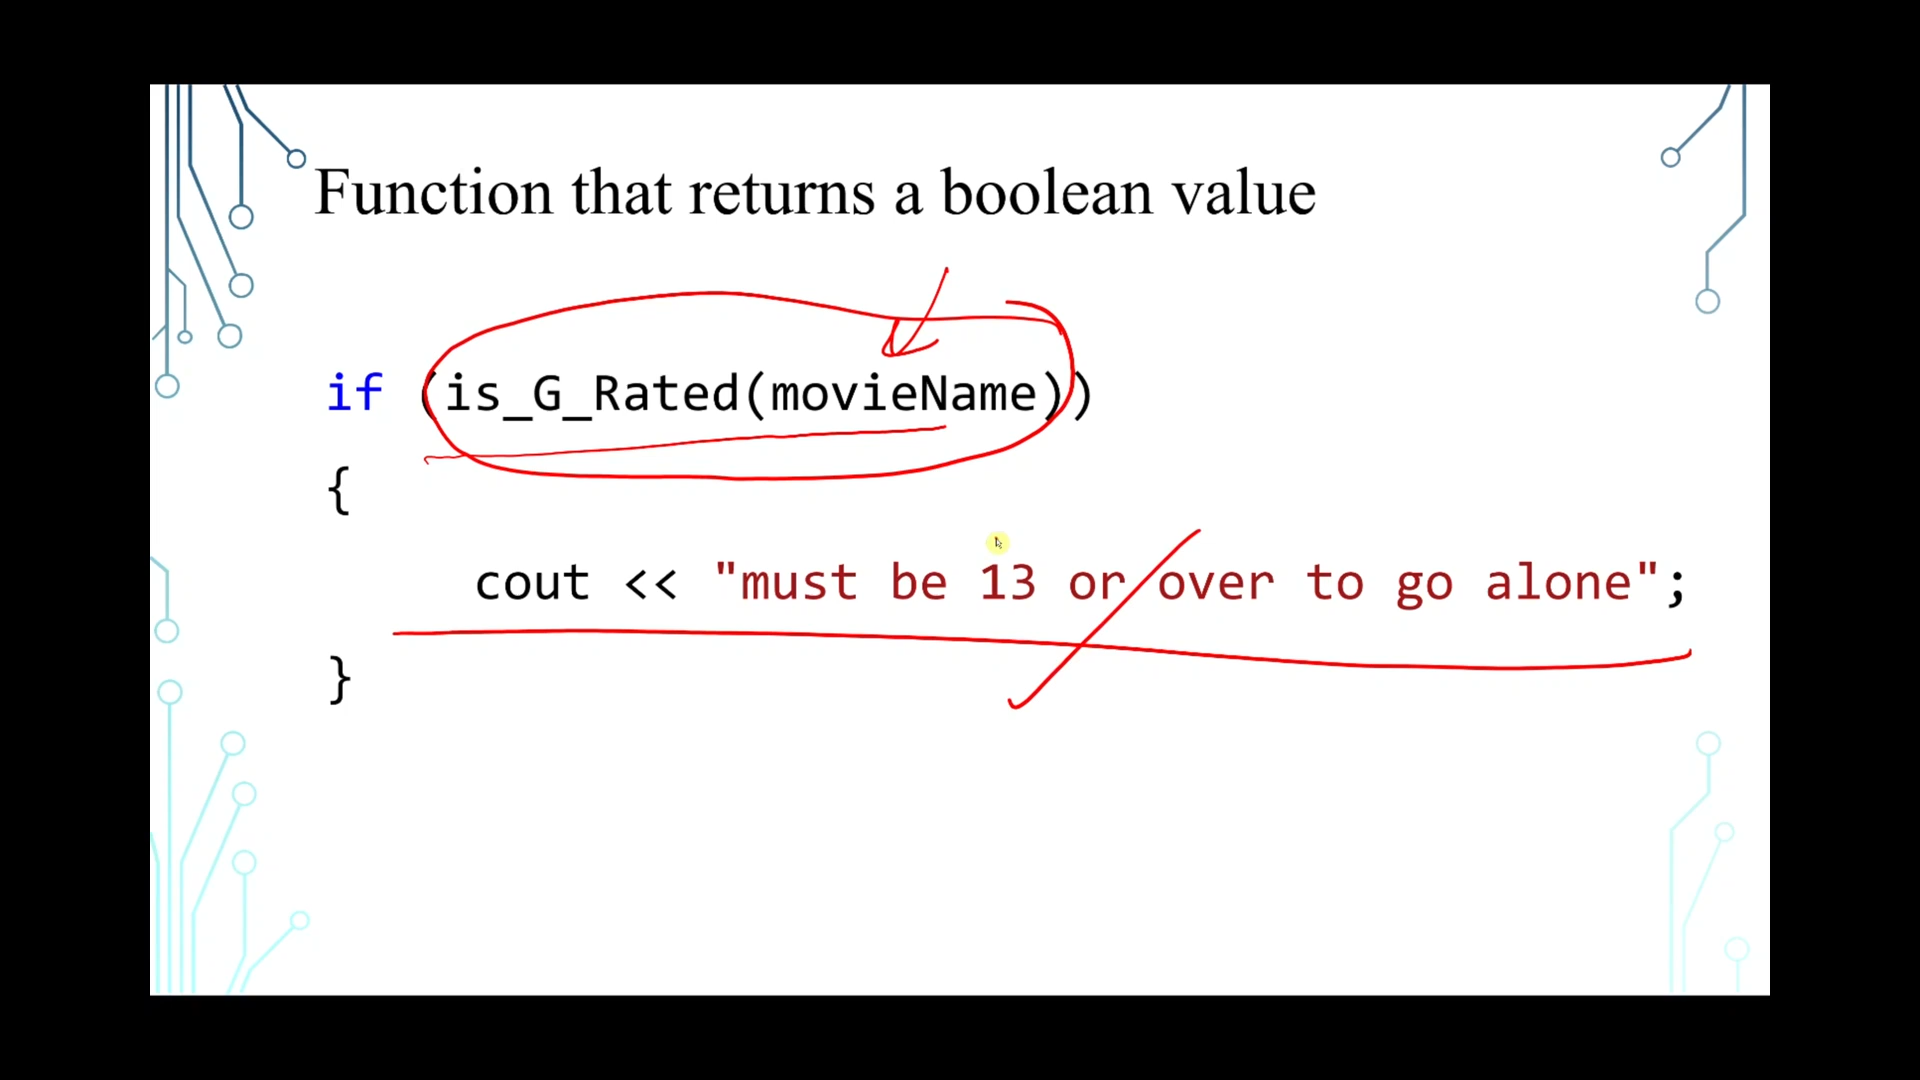 Function that returns a boolean value
if (is_G_Rated(movieName))
{
cout << "must be 13 or over to go alone";
}